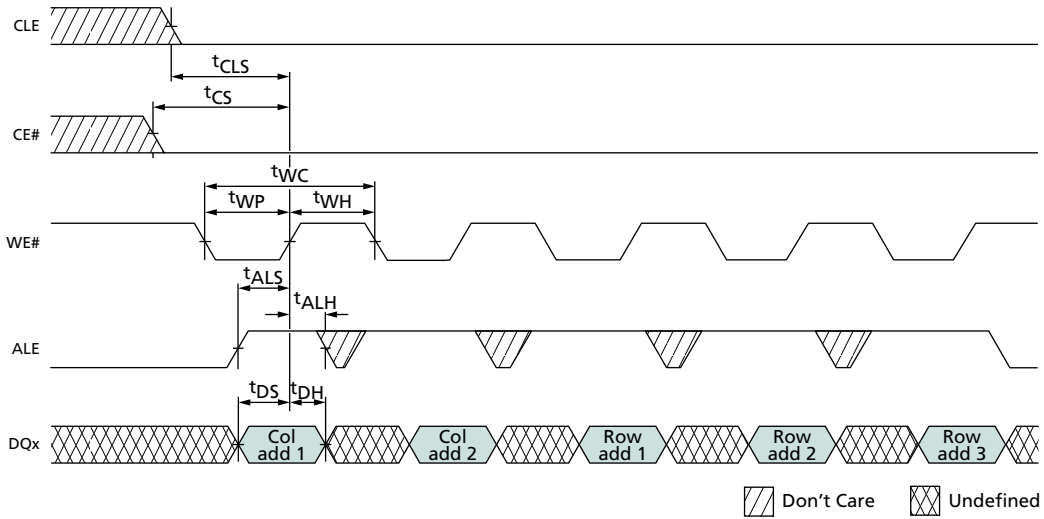 CLE
tCLS
tCS
CE#
tWC
tWP
tWH
WE#
tALS
tALH
ALE
tDS
tDH
DQx
Col
add 1
Col
add 2
Row
add 1
Row
add 2
Row
add 3
Don't Care
Undefined